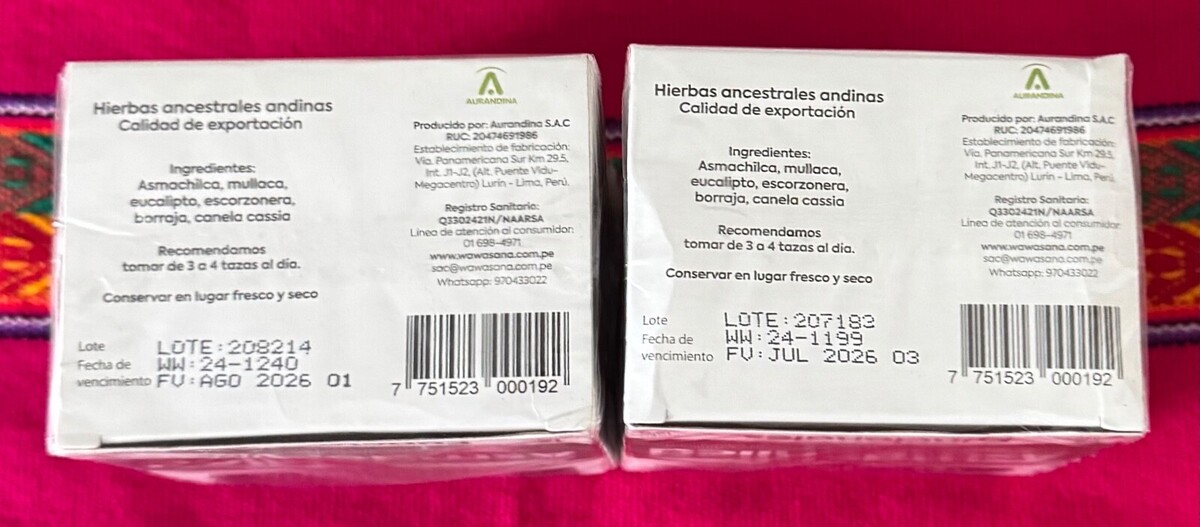 Hierbas ancestrales andinas
Calidad de exportación
Ingredientes:
Asmachilca, mullaca,
eucalipto, escorzonera,
borraja, canela cassia
Recomendamos
tomar de 3 a 4 tazas al día.
Conservar en lugar fresco y seco
Lote LOTE:208214
Fecha de WW:24-1240
vencimiento FV:AGO 2026 01
AURANDINA
Producido por: Aurandina S.A.C
RUC: 20474691986
Establecimiento de fabricación:
Vía. Panamericana Sur Km 29.5,
Int. J1-J2, (Alt. Puente Vidu-
Megacentro) Lurín - Lima, Perú.
Registro Sanitario:
Q3302421N/NAARSA
Línea de atención al consumidor:
01 698-4971
www.wawasana.com.pe
sac@wawasana.com.pe
Whatsapp: 970433022
7 751523 000192
Hierbas ancestrales andinas
Calidad de exportación
Ingredientes:
Asmachilca, mullaca,
eucalipto, escorzonera,
borraja, canela cassia
Recomendamos
tomar de 3 a 4 tazas al día.
Conservar en lugar fresco y seco
Lote LOTE:207183
Fecha de WW:24-1199
vencimiento FV:JUL 2026 03
AURANDINA
Producido por: Aurandina S.A.C
RUC: 20474691986
Establecimiento de fabricación:
Vía. Panamericana Sur Km 29.5,
Int. J1-J2, (Alt. Puente Vidu-
Megacentro) Lurín - Lima, Perú.
Registro Sanitario:
Q3302421N/NAARSA
Línea de atención al consumidor:
01 698-4971
www.wawasana.com.pe
sac@wawasana.com.pe
Whatsapp: 970433022
7 751523 000192